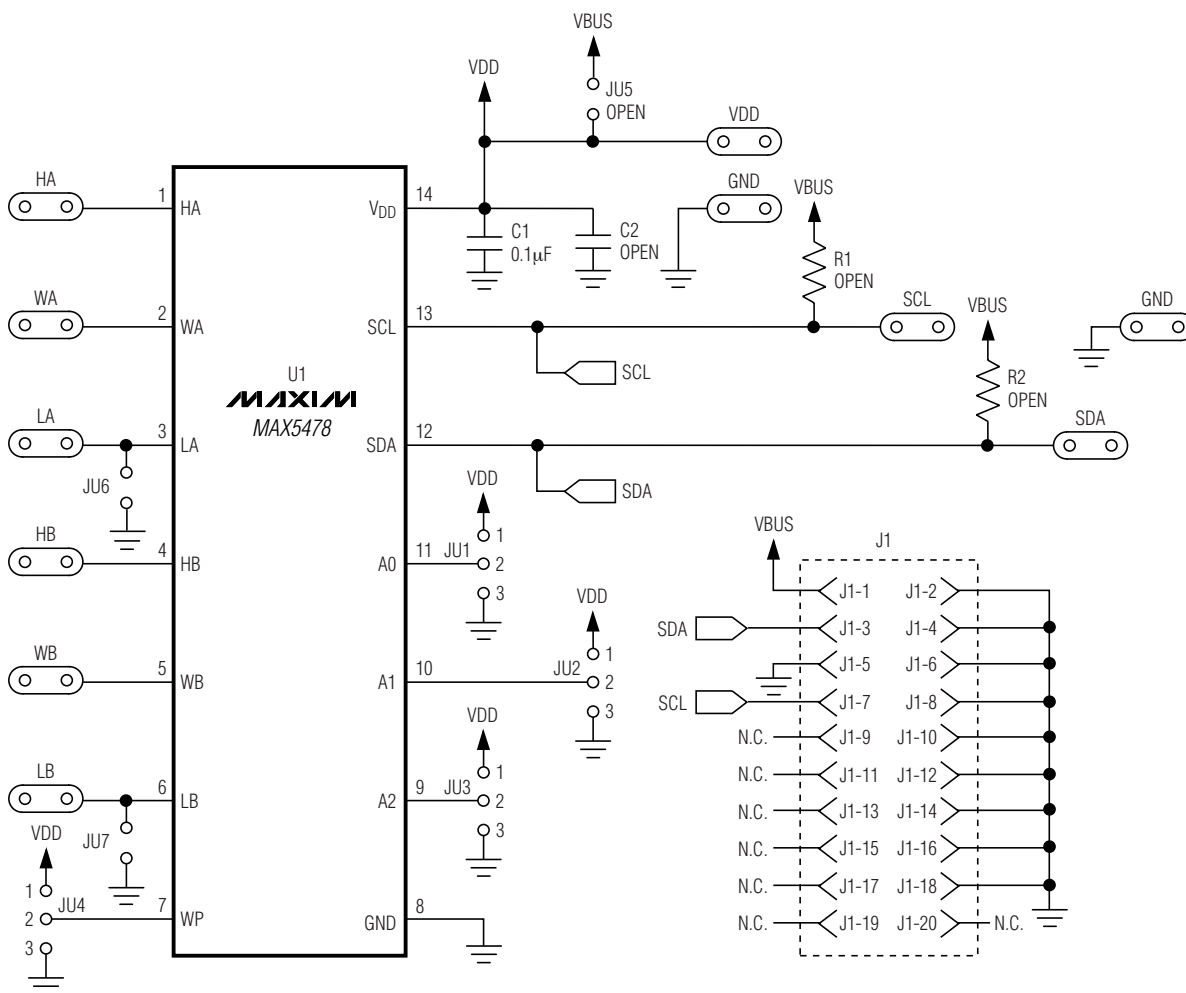 VBUS
VDD
JU5
OPEN
VDD
HA
1
HA
VDD
14
GND
VBUS
C1
0.1µF
C2
OPEN
R1
OPEN
WA
2
WA
SCL
13
SCL
VBUS
GND
U1
MAXIM
MAX5478
SCL
R2
OPEN
LA
3
LA
SDA
12
SDA
JU6
VDD
SDA
HB
4
HB
A0
11
JU1
1
2
3
VDD
WB
5
WB
A1
10
JU2
1
2
3
VDD
LB
6
LB
A2
9
JU3
1
2
3
VDD
JU7
1
2
3
JU4
7
WP
GND
8
VBUS
J1
J1-1
J1-2
SDA
J1-3
J1-4
J1-5
J1-6
SCL
J1-7
J1-8
N.C.
J1-9
J1-10
N.C.
J1-11
J1-12
N.C.
J1-13
J1-14
N.C.
J1-15
J1-16
N.C.
J1-17
J1-18
N.C.
J1-19
J1-20
N.C.